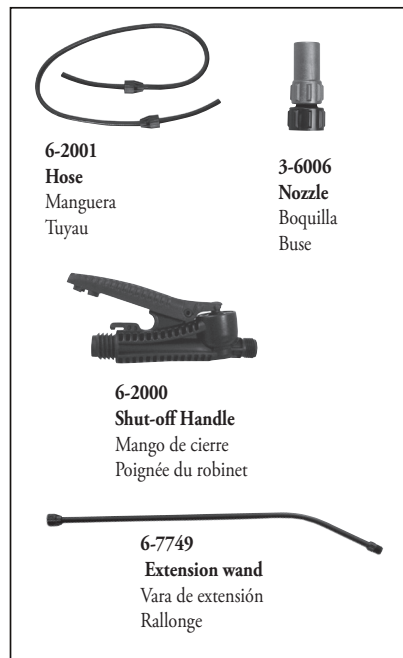 6-2001
Hose
Manguera
Tuyau
3-6006
Nozzle
Boquilla
Buse
6-2000
Shut-off Handle
Mango de cierre
Poignée du robinet
6-7749
Extension wand
Vara de extensión
Rallonge